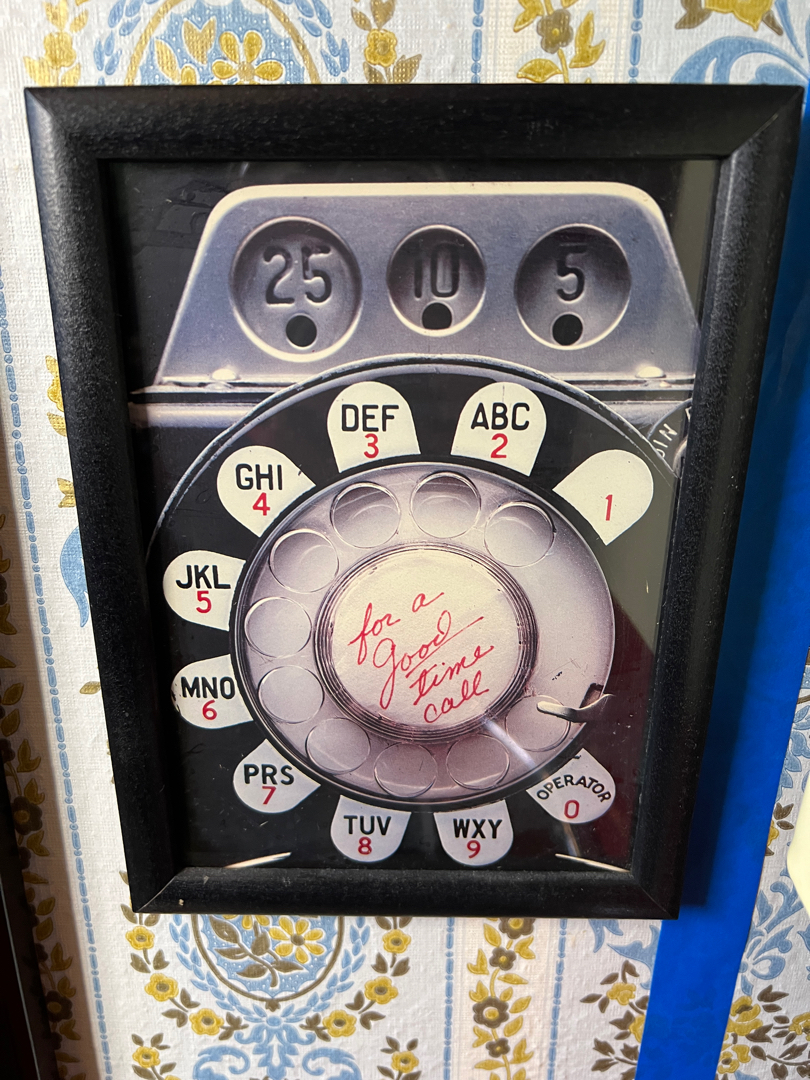 25 10 5
DEF
3
ABC
2
GHI
4
1
JKL
5
MNO
6
PRS
7
TUV
8
WXY
9
OPERATOR
0
for a
good
time
call